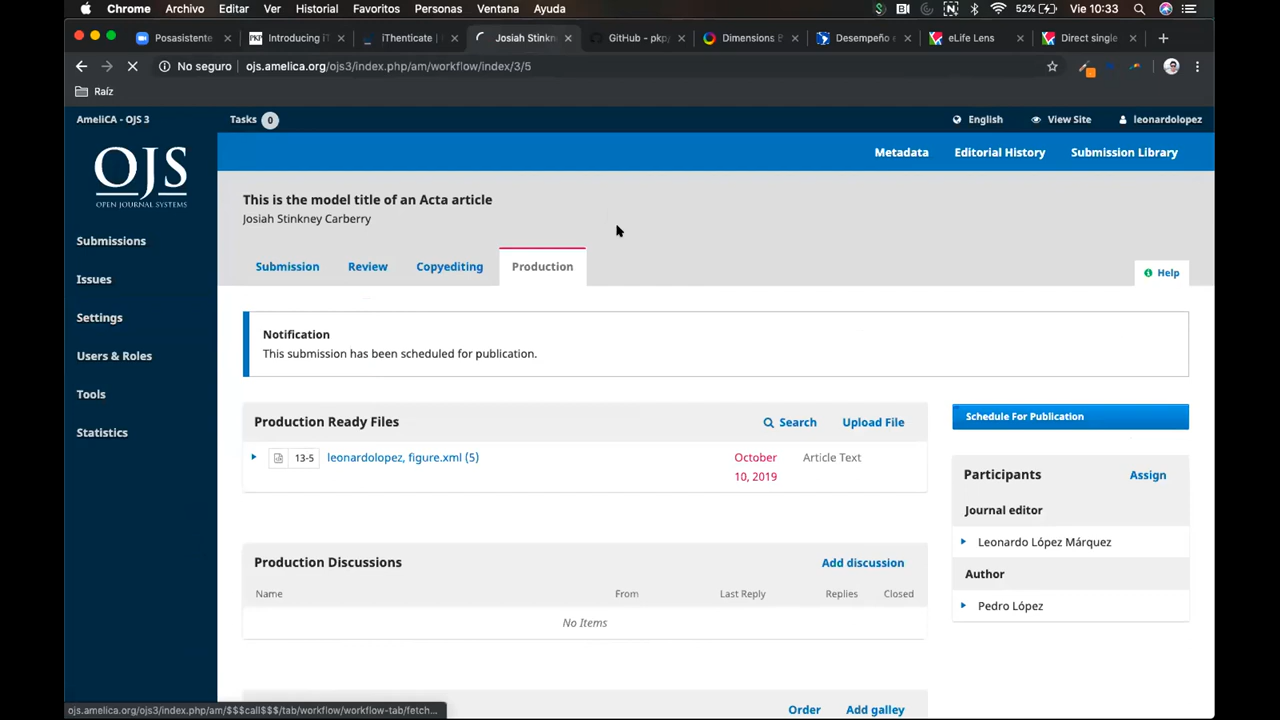 Chrome Archivo Editar Ver Historial Favoritos Personas Ventana Ayuda 52% Vie 10:33
Posasistente Introducing iT iThenticate | Josiah Stinkn GitHub - pkp/ Dimensions B Desempeño eLife Lens Direct single
No seguro ojs.amelica.org/ojs3/index.php/am/workflow/index/3/5
Raíz
AmeliCA - OJS 3 Tasks 0 English View Site leonardolopez
OJS
OPEN JOURNAL SYSTEMS
Metadata Editorial History Submission Library
Submissions
Issues
Settings
Users & Roles
Tools
Statistics
This is the model title of an Acta article
Josiah Stinkney Carberry
Submission Review Copyediting Production
Help
Notification
This submission has been scheduled for publication.
Production Ready Files Search Upload File
13-5 leonardolopez, figure.xml (5) October 10, 2019 Article Text
Schedule For Publication
Participants Assign
Journal editor
Leonardo López Márquez
Author
Pedro López
Production Discussions Add discussion
Name From Last Reply Replies Closed
No Items
Order Add galley
ojs.amelica.org/ojs3/index.php/am/$$$call$$$/tab/workflow/workflow-tab/fetch...